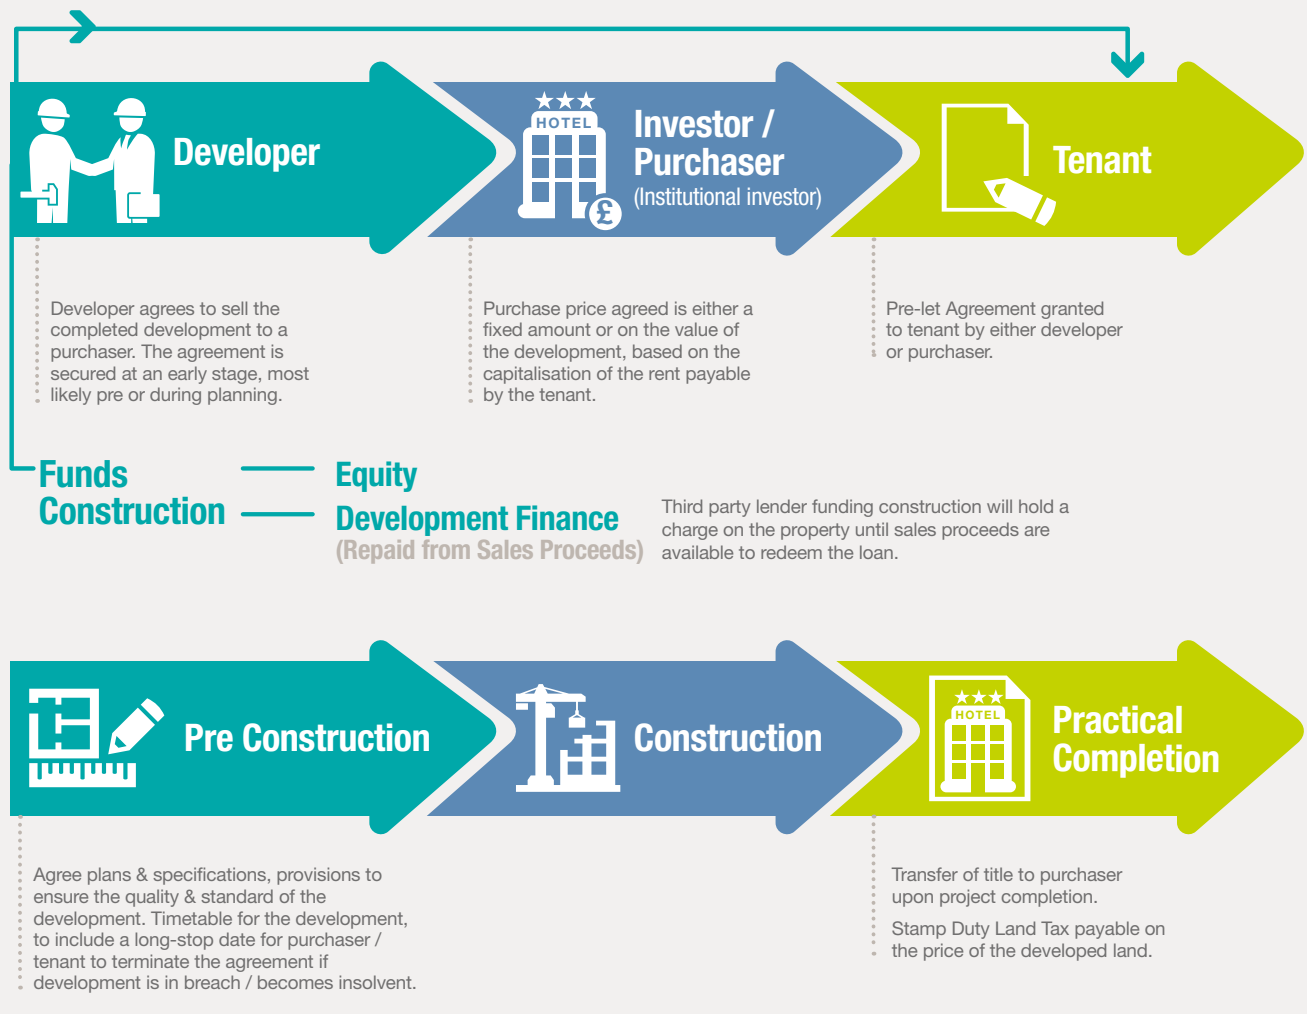 Developer
HOTEL
Investor /
Purchaser
(Institutional investor)
£
Tenant
Developer agrees to sell the
completed development to a
purchaser. The agreement is
secured at an early stage, most
likely pre or during planning.
Purchase price agreed is either a
fixed amount or on the value of
the development, based on the
capitalisation of the rent payable
by the tenant.
Pre-let Agreement granted
to tenant by either developer
or purchaser.
Funds
Construction
Equity
Development Finance
(Repaid from Sales Proceeds)
Third party lender funding construction will hold a
charge on the property until sales proceeds are
available to redeem the loan.
Pre Construction
Construction
HOTEL
Practical
Completion
Agree plans & specifications, provisions to
ensure the quality & standard of the
development. Timetable for the development,
to include a long-stop date for purchaser /
tenant to terminate the agreement if
development is in breach / becomes insolvent.
Transfer of title to purchaser
upon project completion.
Stamp Duty Land Tax payable on
the price of the developed land.